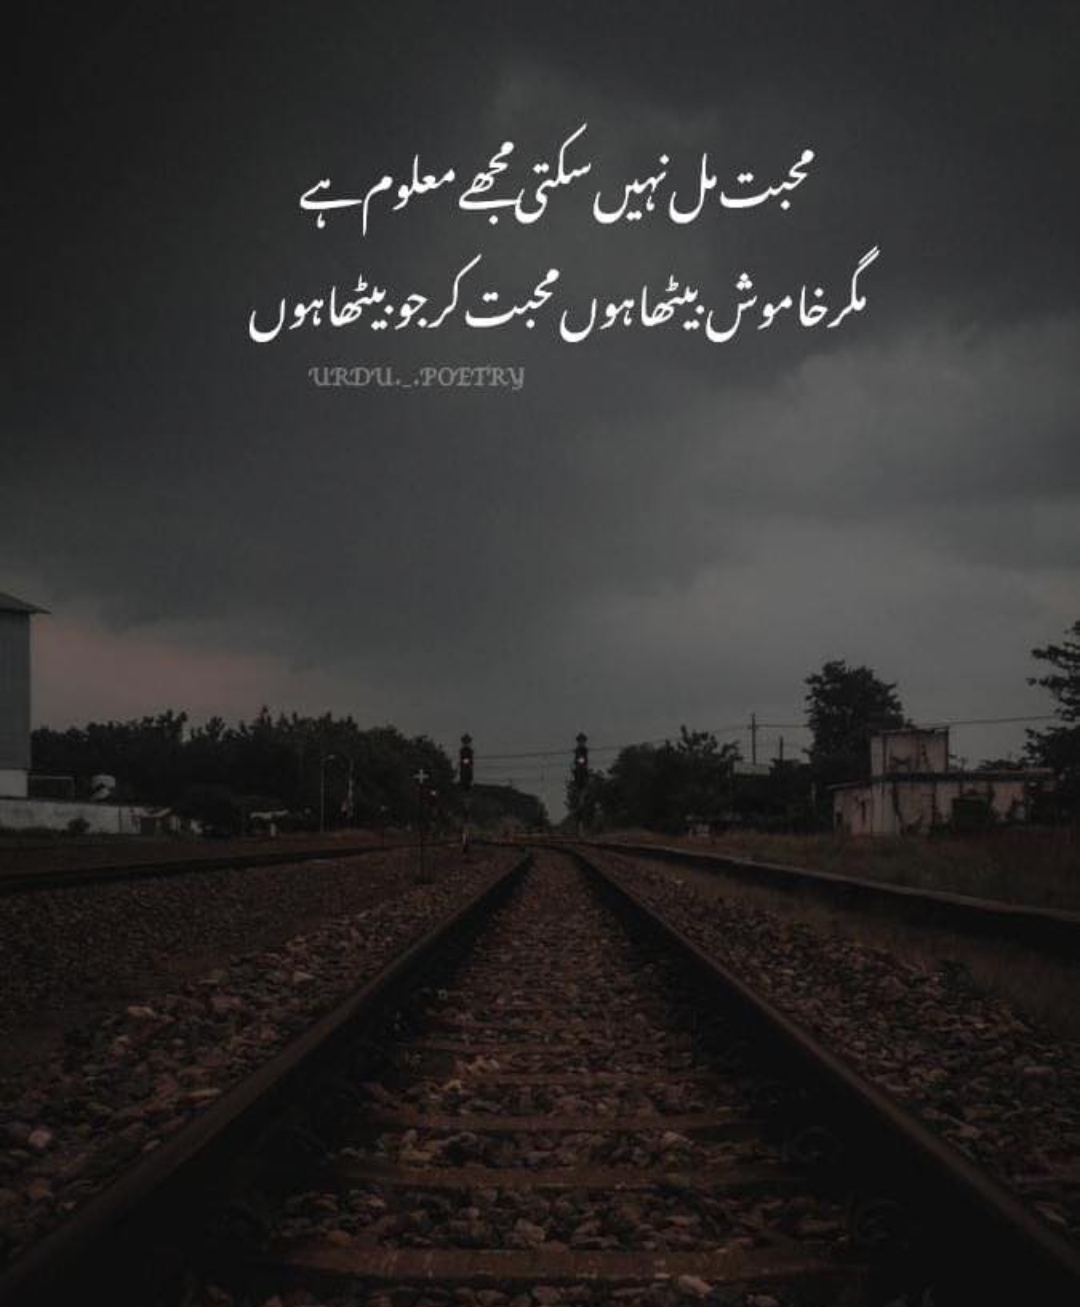 محبت مل نہیں سکتی مجھے معلوم ہے
مگر خاموش بیٹھا ہوں محبت کر جو بیٹھا ہوں
URDU._.POETRY